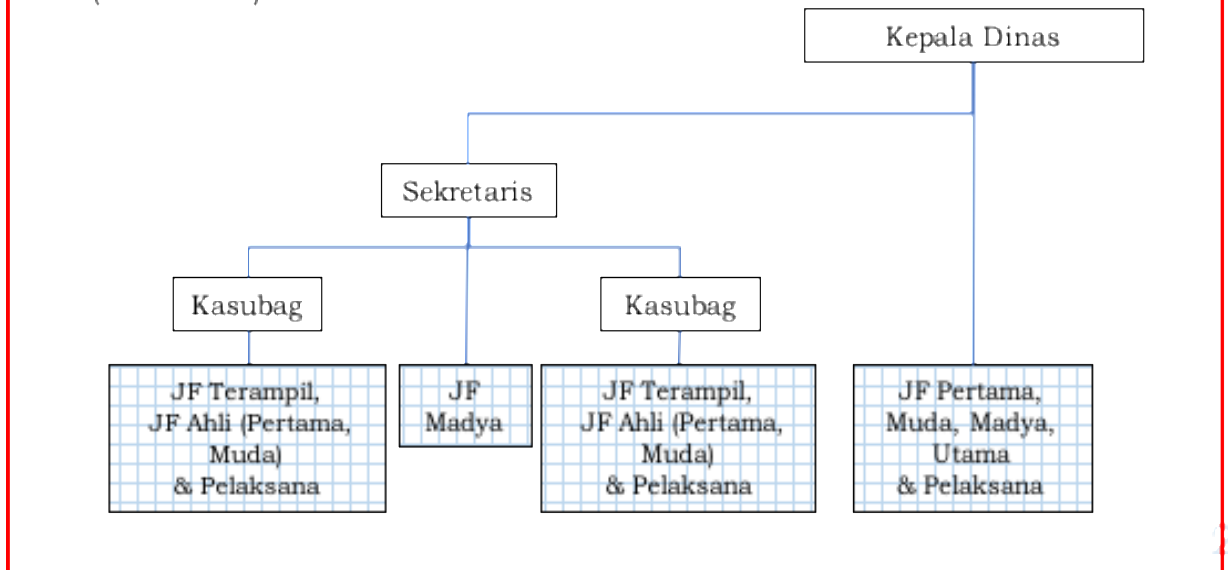 Kepala Dinas
Sekretaris
Kasubag
Kasubag
JF Terampil,
JF Ahli (Pertama,
Muda)
& Pelaksana
JF
Madya
JF Terampil,
JF Ahli (Pertama,
Muda)
& Pelaksana
JF Pertama,
Muda, Madya,
Utama
& Pelaksana